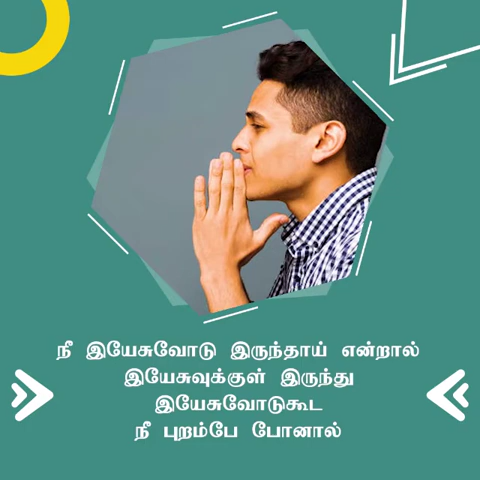 நீ இயேசுவோடு இருந்தாய் என்றால்
இயேசுவுக்குள் இருந்து
இயேசுவோடுகூட
நீ புறம்பே போனால்